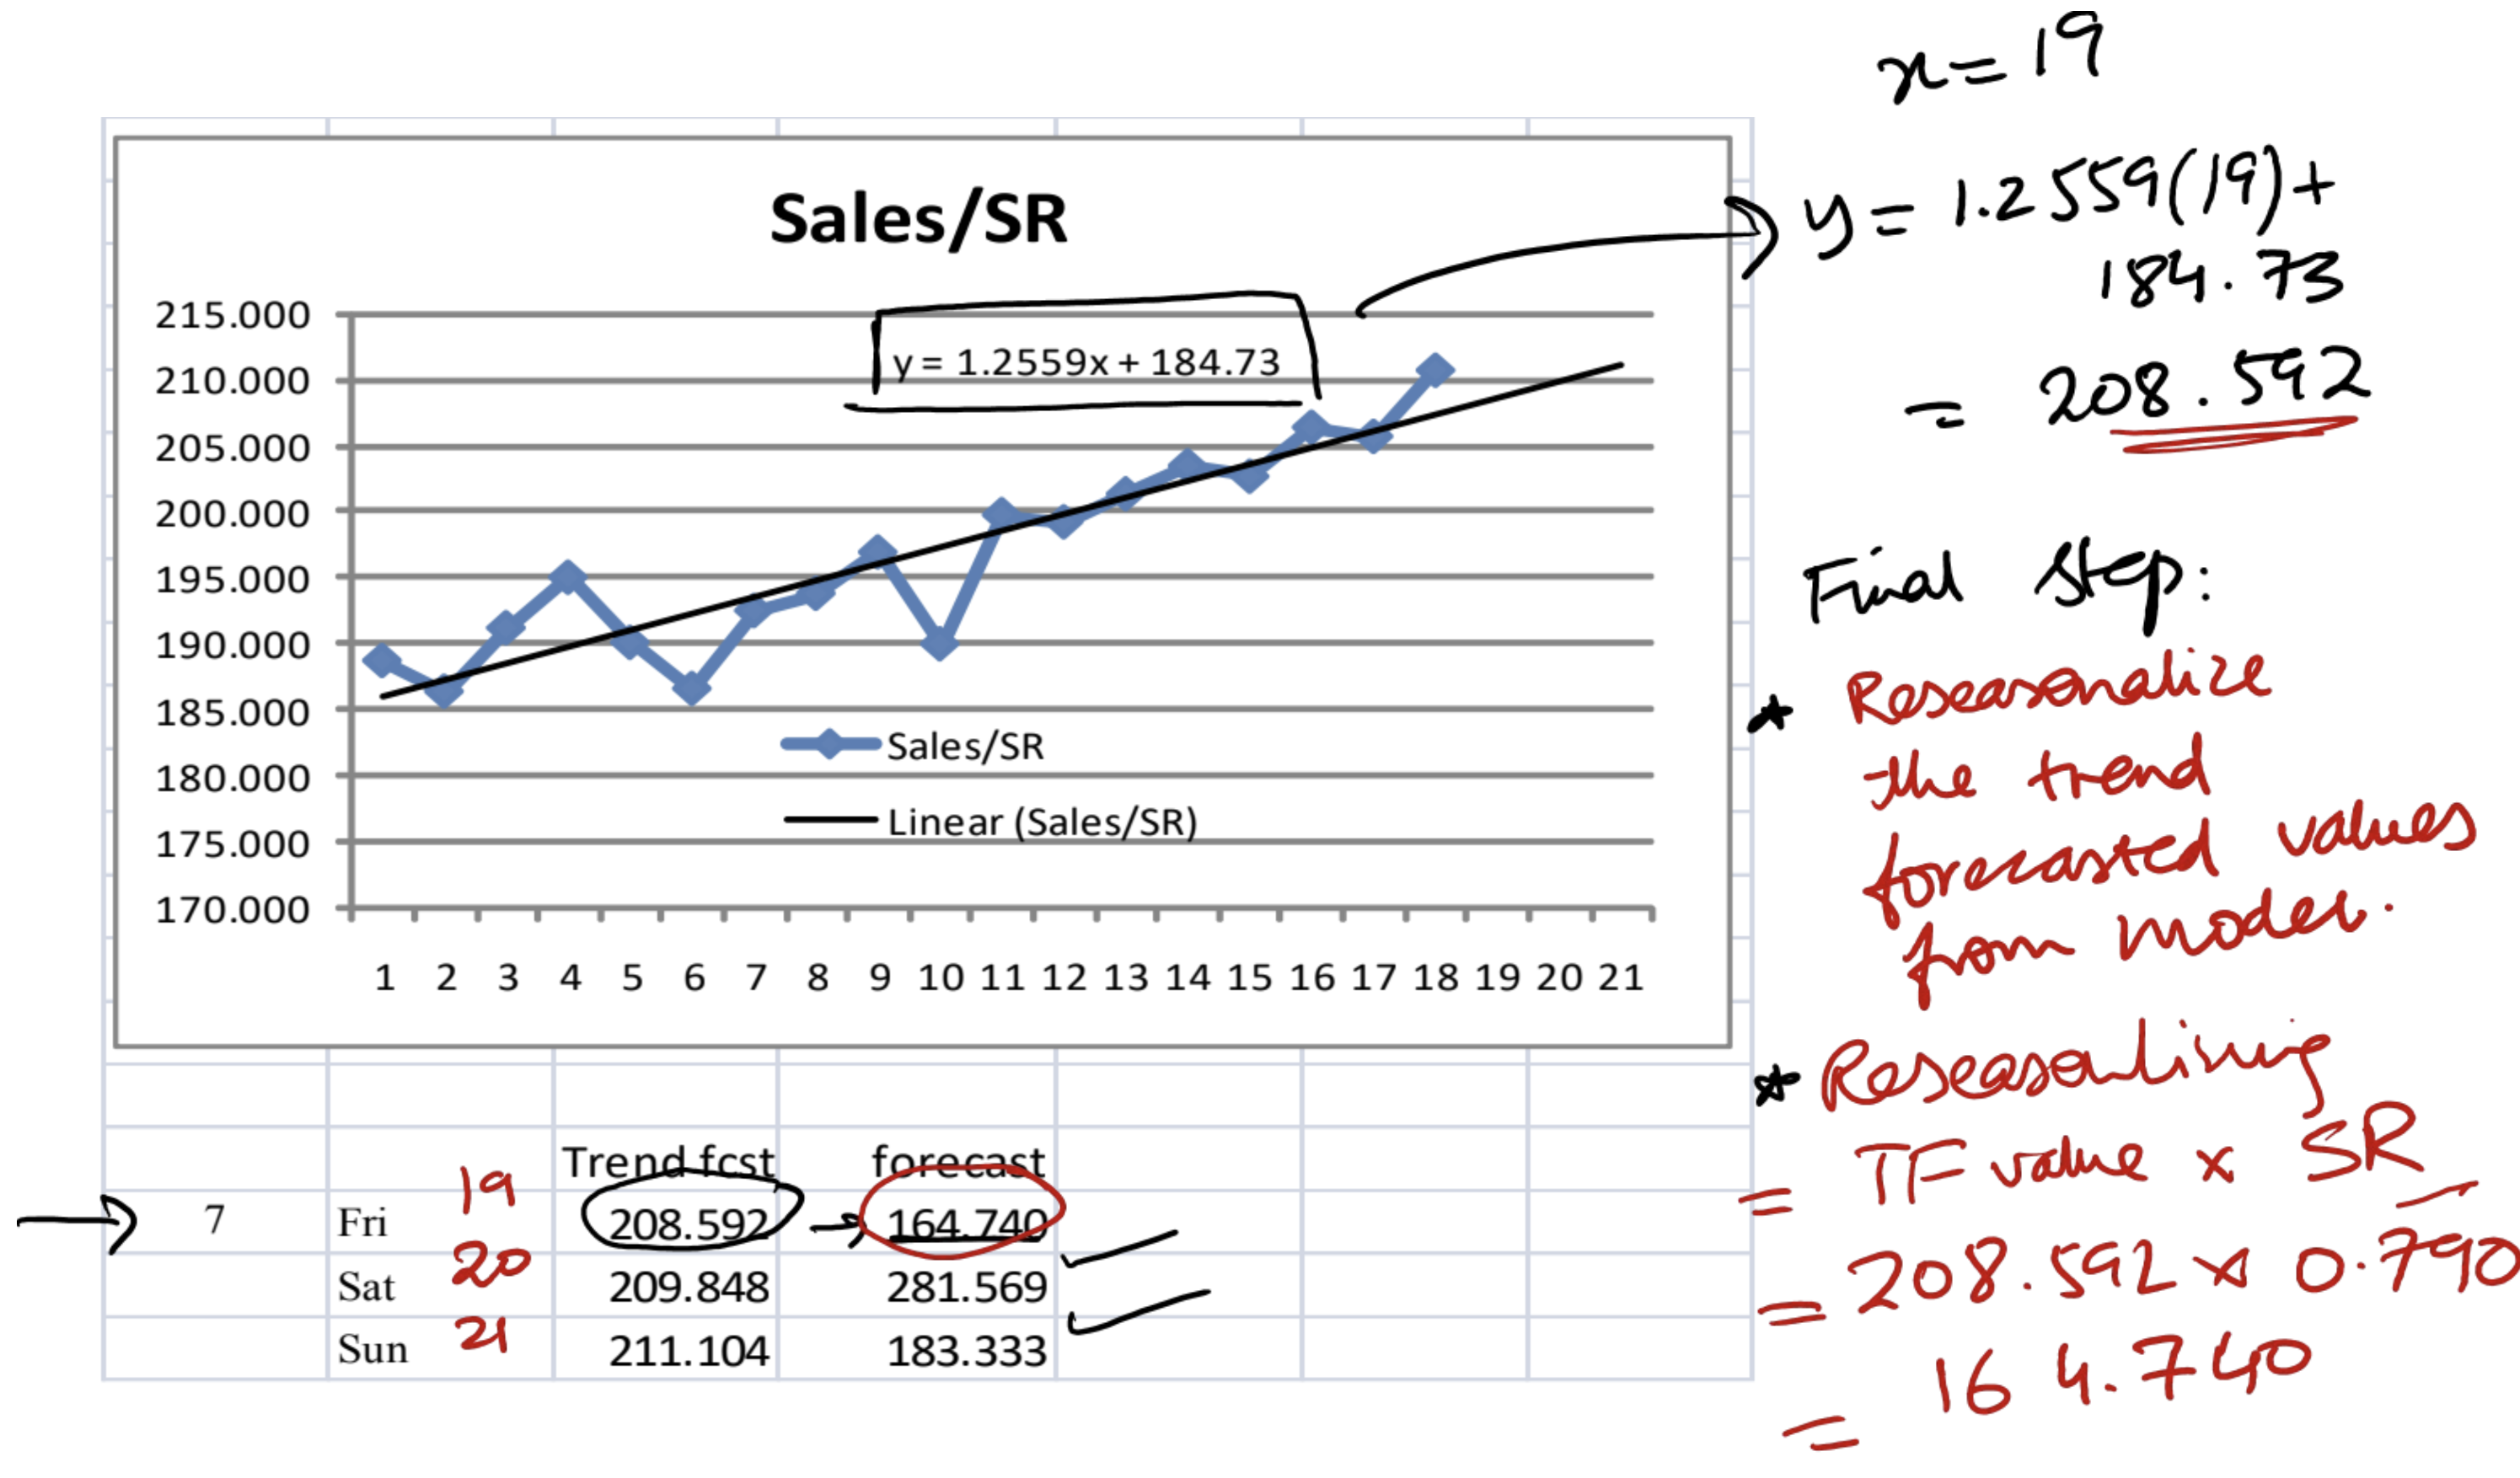 x = 19
Sales/SR
y = 1.2559(19) +
184.73
= 208.592
215.000
y = 1.2559x + 184.73
210.000
205.000
200.000
195.000
190.000
185.000
180.000
175.000
170.000
Sales/SR
Linear (Sales/SR)
1 2 3 4 5 6 7 8 9 10 11 12 13 14 15 16 17 18 19 20 21
Final Step:
* Reseasonalize
the trend
forecasted values
from model.
* Reseasonlising
= TF value x SR
= 208.592 x 0.790
= 164.740
Trend fcst forecast
7 Fri 19 208.592 164.740
Sat 20 209.848 281.569
Sun 21 211.104 183.333